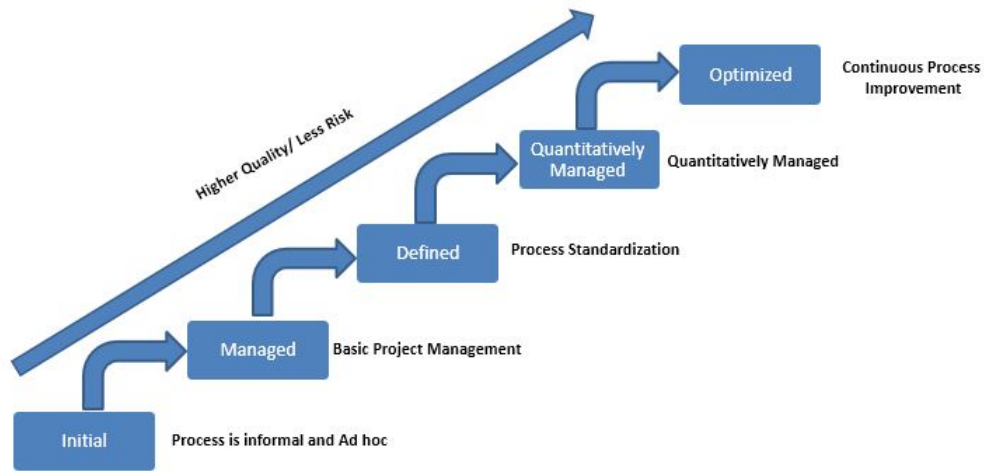 Optimized
Continuous Process
Improvement
Higher Quality/ Less Risk
Quantitatively
Managed
Quantitatively Managed
Defined
Process Standardization
Managed
Basic Project Management
Initial
Process is informal and Ad hoc